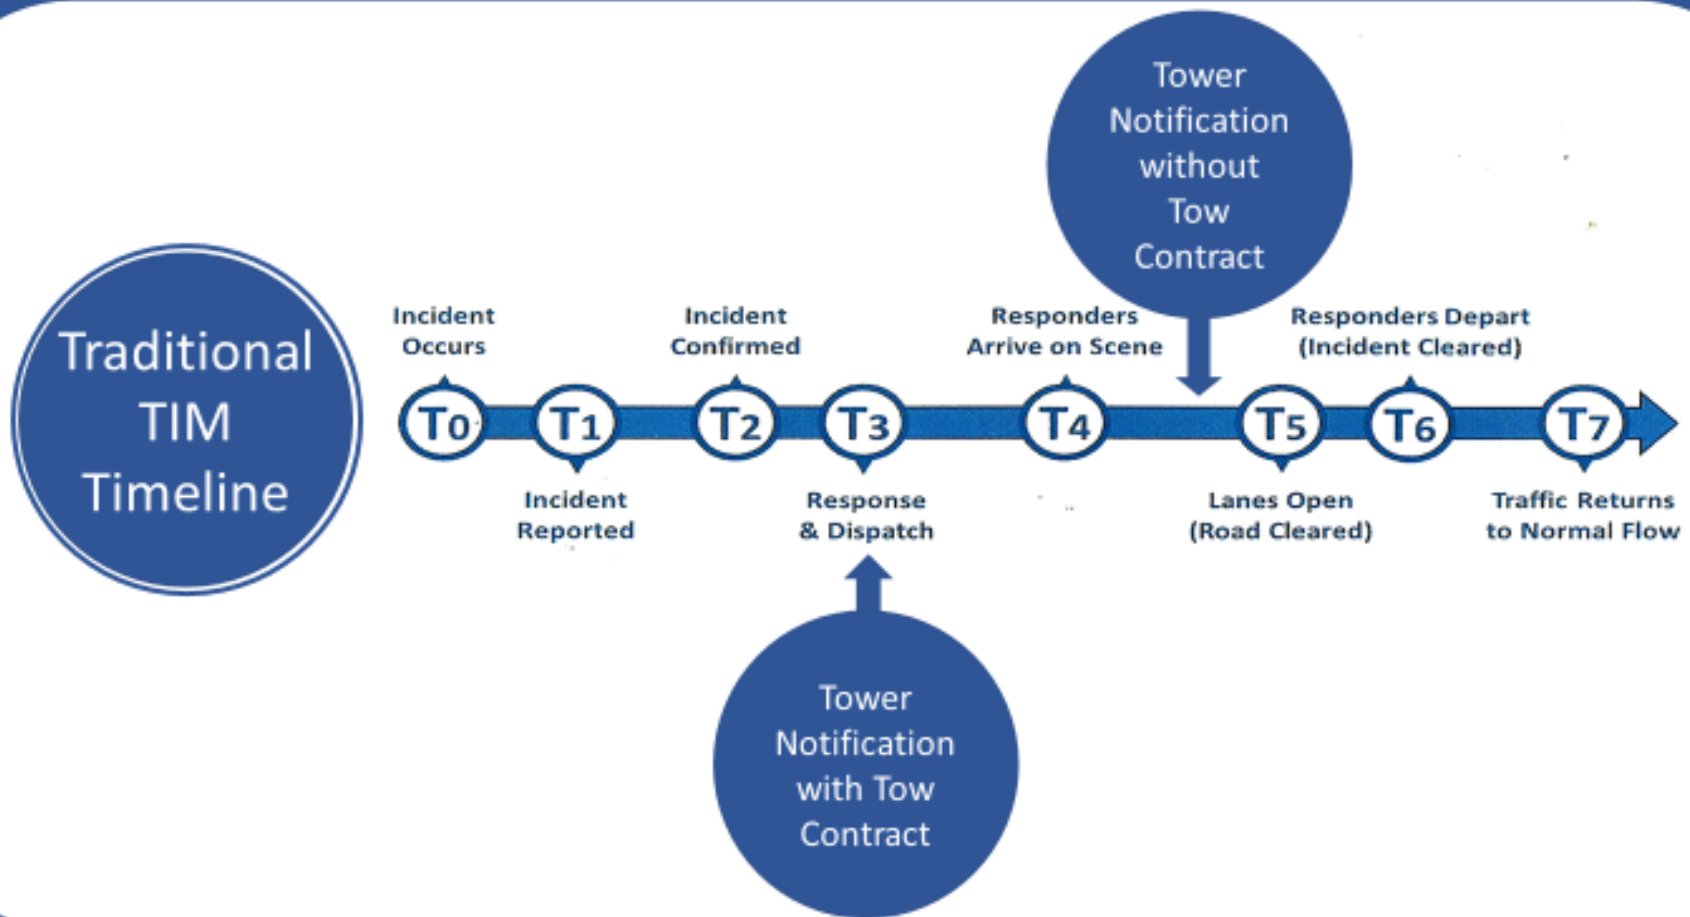 Tower
Notification
without
Tow
Contract
Traditional
TIM
Timeline
Incident
Occurs
Incident
Confirmed
Responders
Arrive on Scene
Responders Depart
(Incident Cleared)
T0
T1
T2
T3
T4
T5
T6
T7
Incident
Reported
Response
& Dispatch
Lanes Open
(Road Cleared)
Traffic Returns
to Normal Flow
Tower
Notification
with Tow
Contract